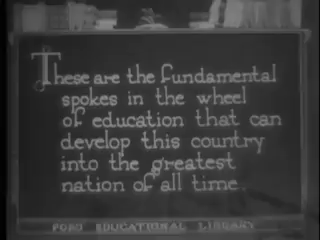 These are the fundamental
spokes in the wheel
of education that can
develop this country
into the greatest
nation of all time.
FORD EDUCATIONAL LIBRARY